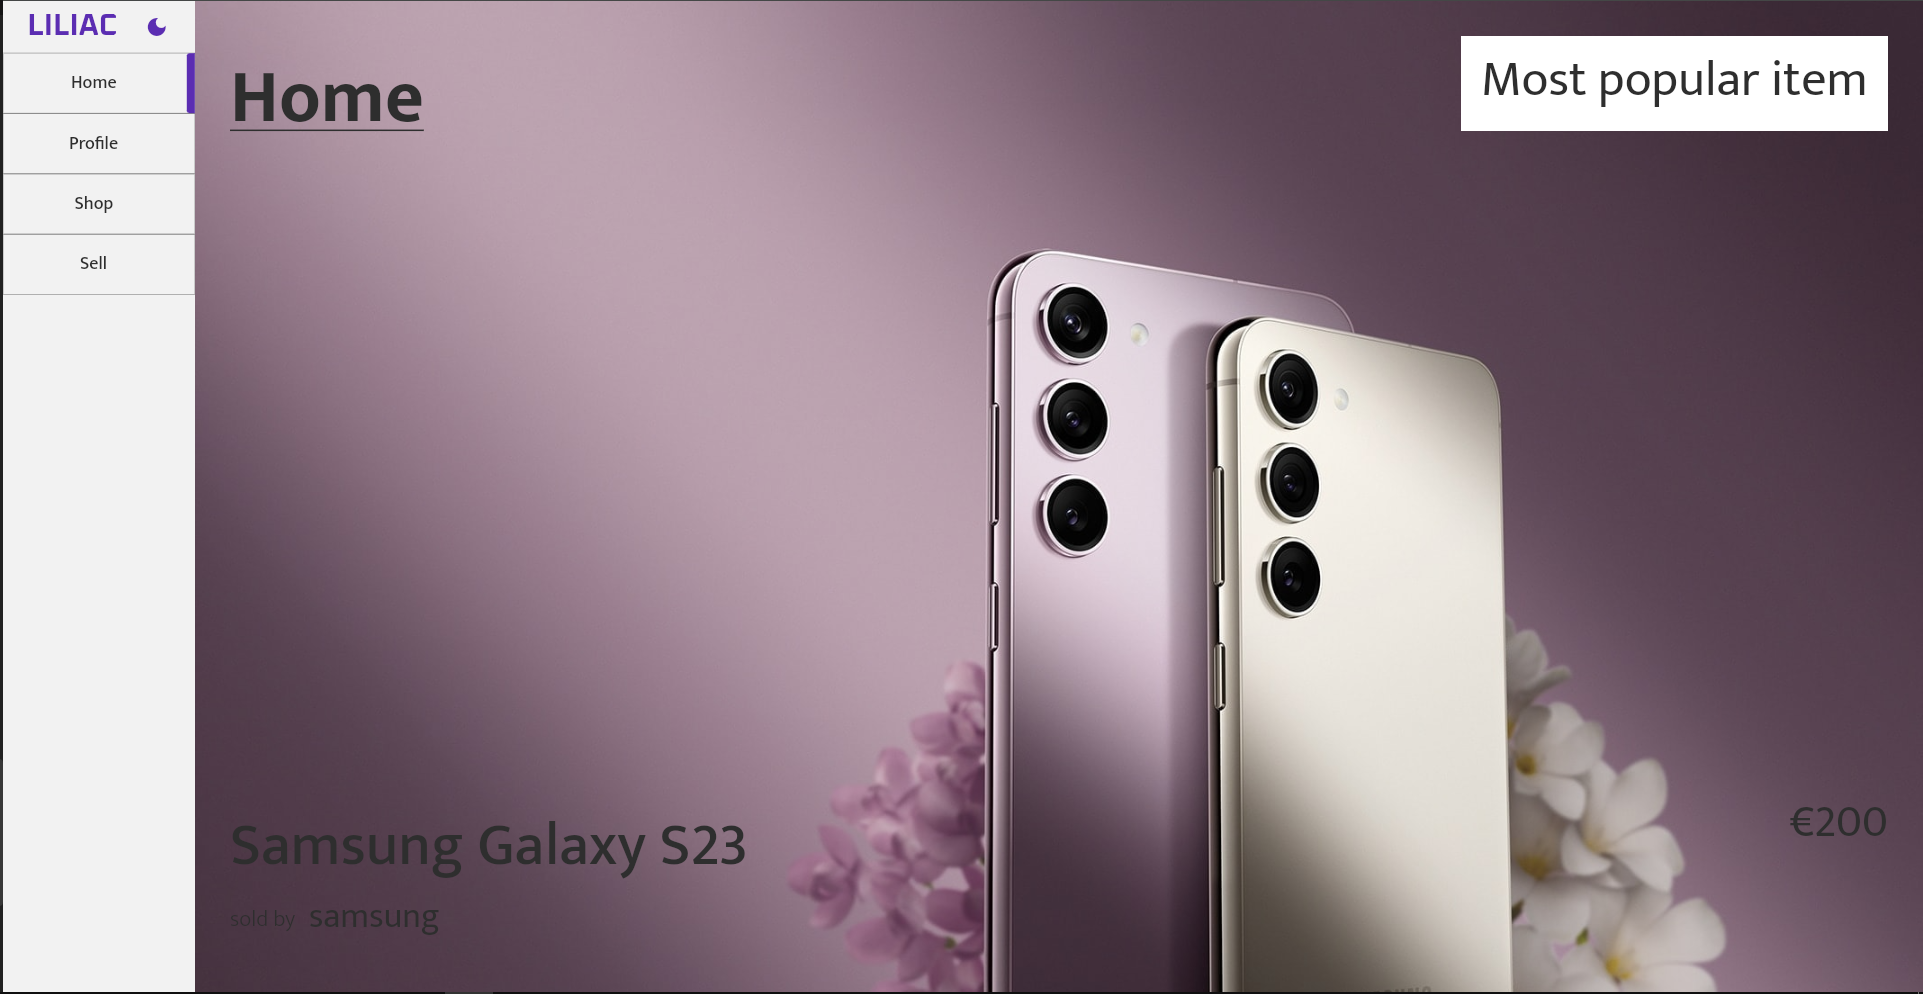 LILIAC
Home
Profile
Shop
Sell
Home
Most popular item
Samsung Galaxy S23
sold by samsung
€200